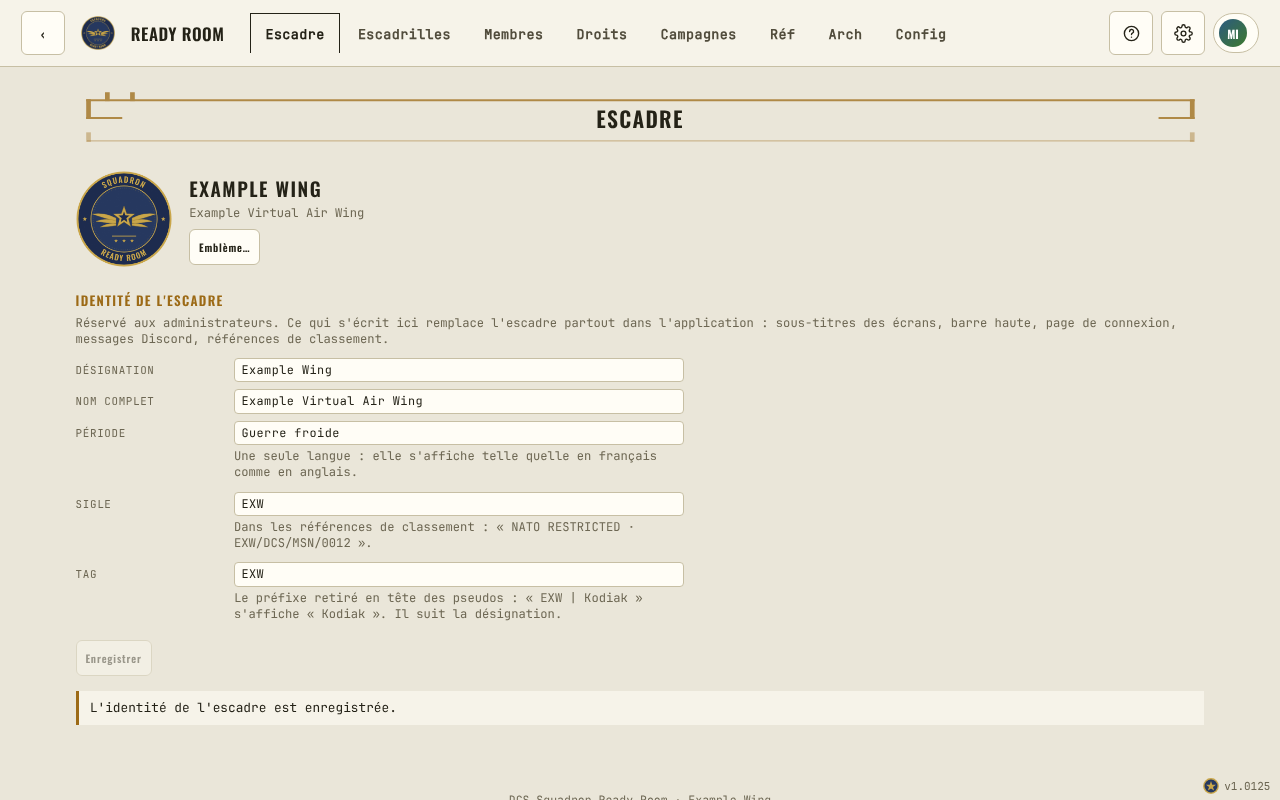 ‹
READY ROOM
Escadre
Escadrilles
Membres
Droits
Campagnes
Réf
Arch
Config
MI
ESCADRE
SQUADRON
READY ROOM
EXAMPLE WING
Example Virtual Air Wing
Emblème…
IDENTITÉ DE L'ESCADRE
Réservé aux administrateurs. Ce qui s'écrit ici remplace l'escadre partout dans l'application : sous-titres des écrans, barre haute, page de connexion,
messages Discord, références de classement.
DÉSIGNATION
Example Wing
NOM COMPLET
Example Virtual Air Wing
PÉRIODE
Guerre froide
Une seule langue : elle s'affiche telle quelle en français
comme en anglais.
SIGLE
EXW
Dans les références de classement : « NATO RESTRICTED ·
EXW/DCS/MSN/0012 ».
TAG
EXW
Le préfixe retiré en tête des pseudos : « EXW | Kodiak »
s'affiche « Kodiak ». Il suit la désignation.
Enregistrer
L'identité de l'escadre est enregistrée.
v1.0125
DCS Squadron Ready Room · Example Wing